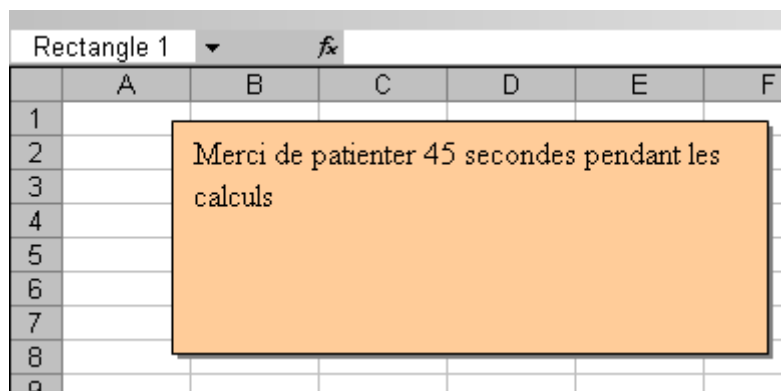 Rectangle 1 fx
A B C D E F
1
2
3
4
5
6
7
8
9
Merci de patienter 45 secondes pendant les
calculs